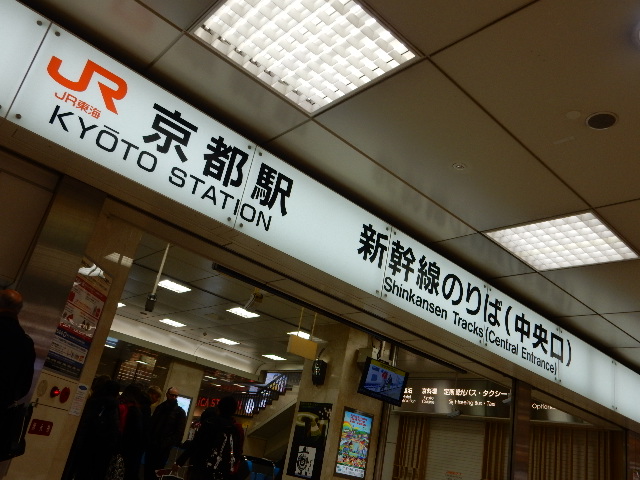 JR
JR東海
京都駅
KYŌTO STATION
新幹線のりば(中央口)
Shinkansen Tracks(Central Entrance)